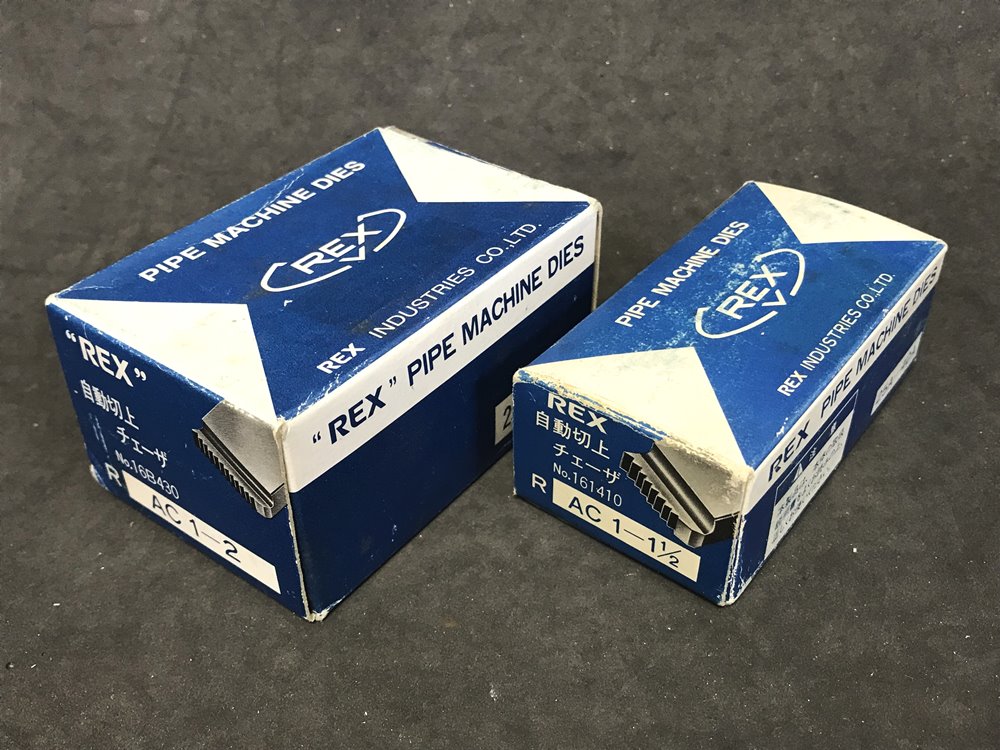 PIPE MACHINE DIES
REX
REX INDUSTRIES CO.,LTD.
“REX” PIPE MACHINE DIES
“REX”
自動切上
チェーザ
No.16B430
R AC 1-2
2
PIPE MACHINE DIES
REX
REX INDUSTRIES CO.,LTD.
REX PIPE MACHINE DIES
REX
自動切上
チェーザ
No.161410
R AC 1-1½